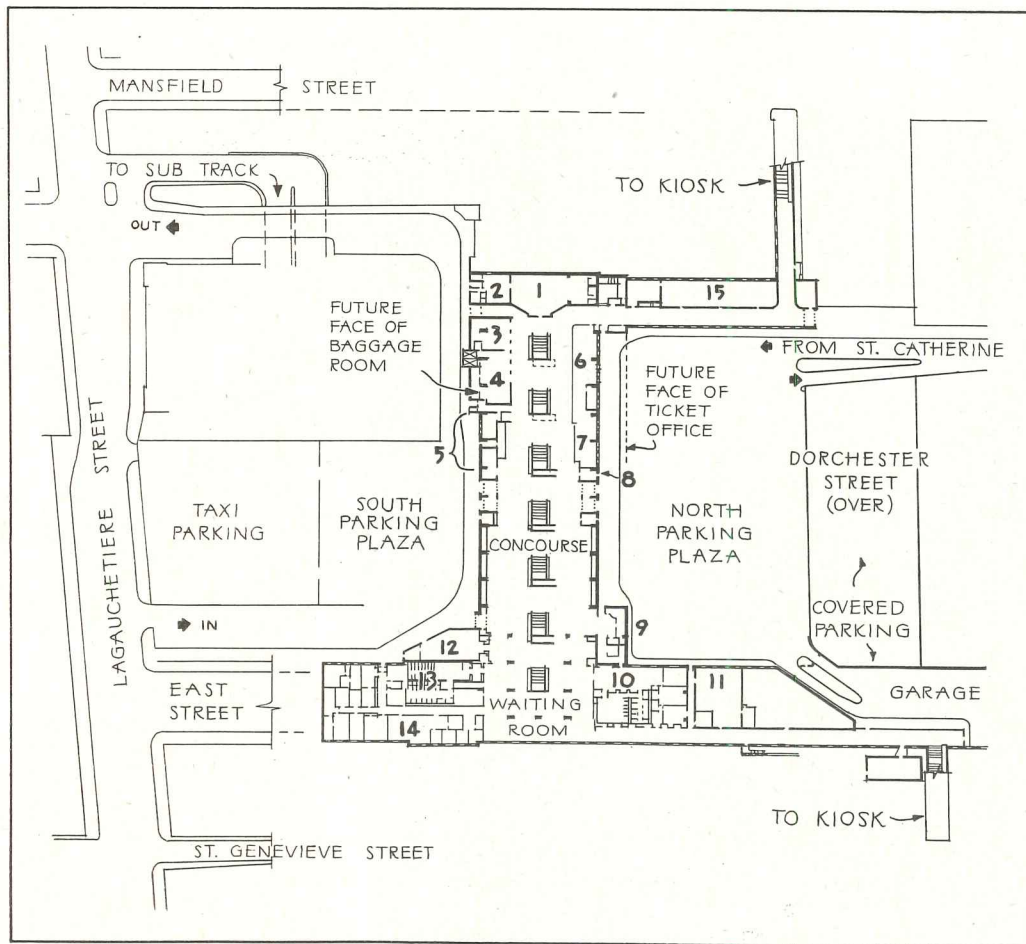 MANSFIELD STREET
TO SUB TRACK
OUT
TO KIOSK
2
1
15
3
FUTURE
FACE OF
BAGGAGE
ROOM
4
6
FROM ST. CATHERINE
FUTURE
FACE OF
TICKET
OFFICE
5
7
8
DORCHESTER
STREET
(OVER)
LAGAUCHETIERE STREET
TAXI
PARKING
SOUTH
PARKING
PLAZA
CONCOURSE
NORTH
PARKING
PLAZA
IN
COVERED
PARKING
12
9
13
10
11
EAST
STREET
WAITING
ROOM
GARAGE
14
TO KIOSK
ST. GENEVIEVE STREET